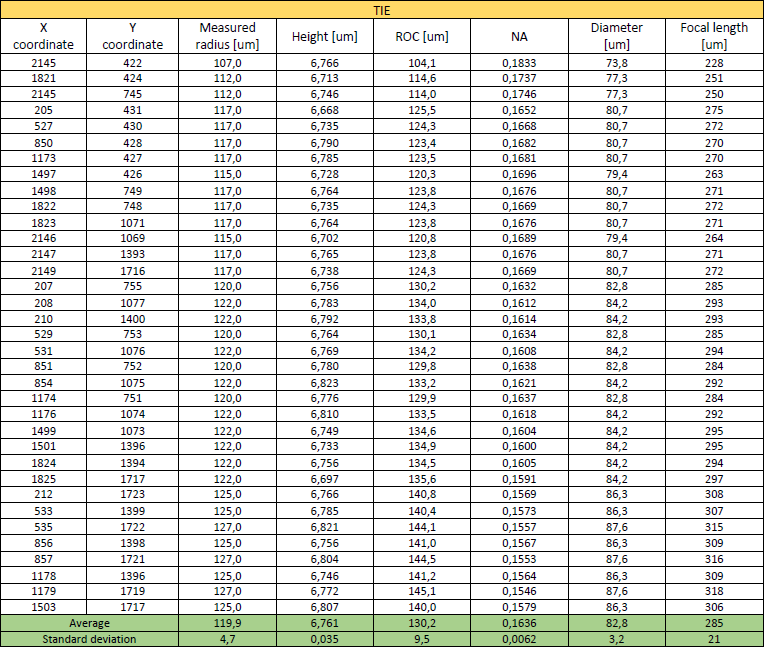 TIE
X coordinate Y coordinate Measured radius [um] Height [um] ROC [um] NA Diameter [um] Focal length [um]
2145 422 107,0 6,766 104,1 0,1833 73,8 228
1821 424 112,0 6,713 114,6 0,1737 77,3 251
2145 745 112,0 6,746 114,0 0,1746 77,3 250
205 431 117,0 6,668 125,5 0,1652 80,7 275
527 430 117,0 6,735 124,3 0,1668 80,7 272
850 428 117,0 6,790 123,4 0,1682 80,7 270
1173 427 117,0 6,785 123,5 0,1681 80,7 270
1497 426 115,0 6,728 120,3 0,1696 79,4 263
1498 749 117,0 6,764 123,8 0,1676 80,7 271
1822 748 117,0 6,735 124,3 0,1669 80,7 272
1823 1071 117,0 6,764 123,8 0,1676 80,7 271
2146 1069 115,0 6,702 120,8 0,1689 79,4 264
2147 1393 117,0 6,765 123,8 0,1676 80,7 271
2149 1716 117,0 6,738 124,3 0,1669 80,7 272
207 755 120,0 6,756 130,2 0,1632 82,8 285
208 1077 122,0 6,783 134,0 0,1612 84,2 293
210 1400 122,0 6,792 133,8 0,1614 84,2 293
529 753 120,0 6,764 130,1 0,1634 82,8 285
531 1076 122,0 6,769 134,2 0,1608 84,2 294
851 752 120,0 6,780 129,8 0,1638 82,8 284
854 1075 122,0 6,823 133,2 0,1621 84,2 292
1174 751 120,0 6,776 129,9 0,1637 82,8 284
1176 1074 122,0 6,810 133,5 0,1618 84,2 292
1499 1073 122,0 6,749 134,6 0,1604 84,2 295
1501 1396 122,0 6,733 134,9 0,1600 84,2 295
1824 1394 122,0 6,756 134,5 0,1605 84,2 294
1825 1717 122,0 6,697 135,6 0,1591 84,2 297
212 1723 125,0 6,766 140,8 0,1569 86,3 308
533 1399 125,0 6,785 140,4 0,1573 86,3 307
535 1722 127,0 6,821 144,1 0,1557 87,6 315
856 1398 125,0 6,756 141,0 0,1567 86,3 309
857 1721 127,0 6,804 144,5 0,1553 87,6 316
1178 1396 125,0 6,746 141,2 0,1564 86,3 309
1179 1719 127,0 6,772 145,1 0,1546 87,6 318
1503 1717 125,0 6,807 140,0 0,1579 86,3 306
Average 119,9 6,761 130,2 0,1636 82,8 285
Standard deviation 4,7 0,035 9,5 0,0062 3,2 21